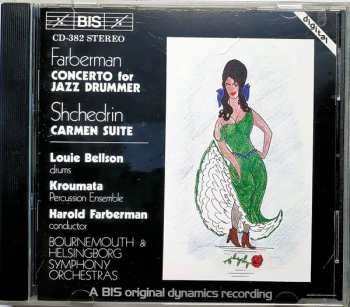 BIS
CD-382 STEREO
digital
Farberman
CONCERTO for
JAZZ DRUMMER
Shchedrin
CARMEN SUITE
Louie Bellson
drums
Kroumata
Percussion Ensemble
Harold Farberman
conductor
BOURNEMOUTH &
HELSINGBORG
SYMPHONY
ORCHESTRAS
A BIS original dynamics recording